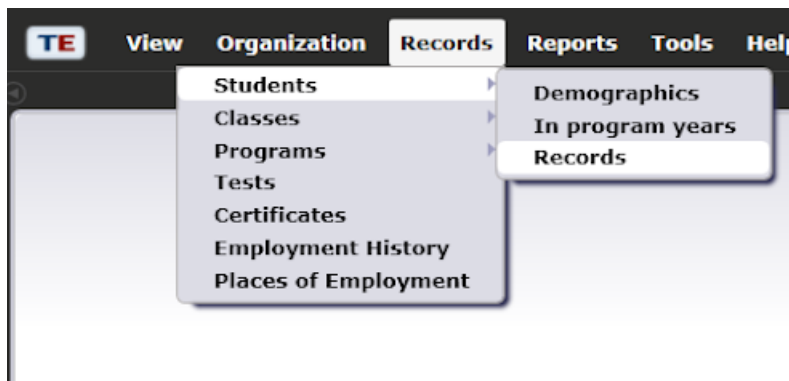 TE View Organization Records Reports Tools Help
Students
Classes
Programs
Tests
Certificates
Employment History
Places of Employment
Demographics
In program years
Records